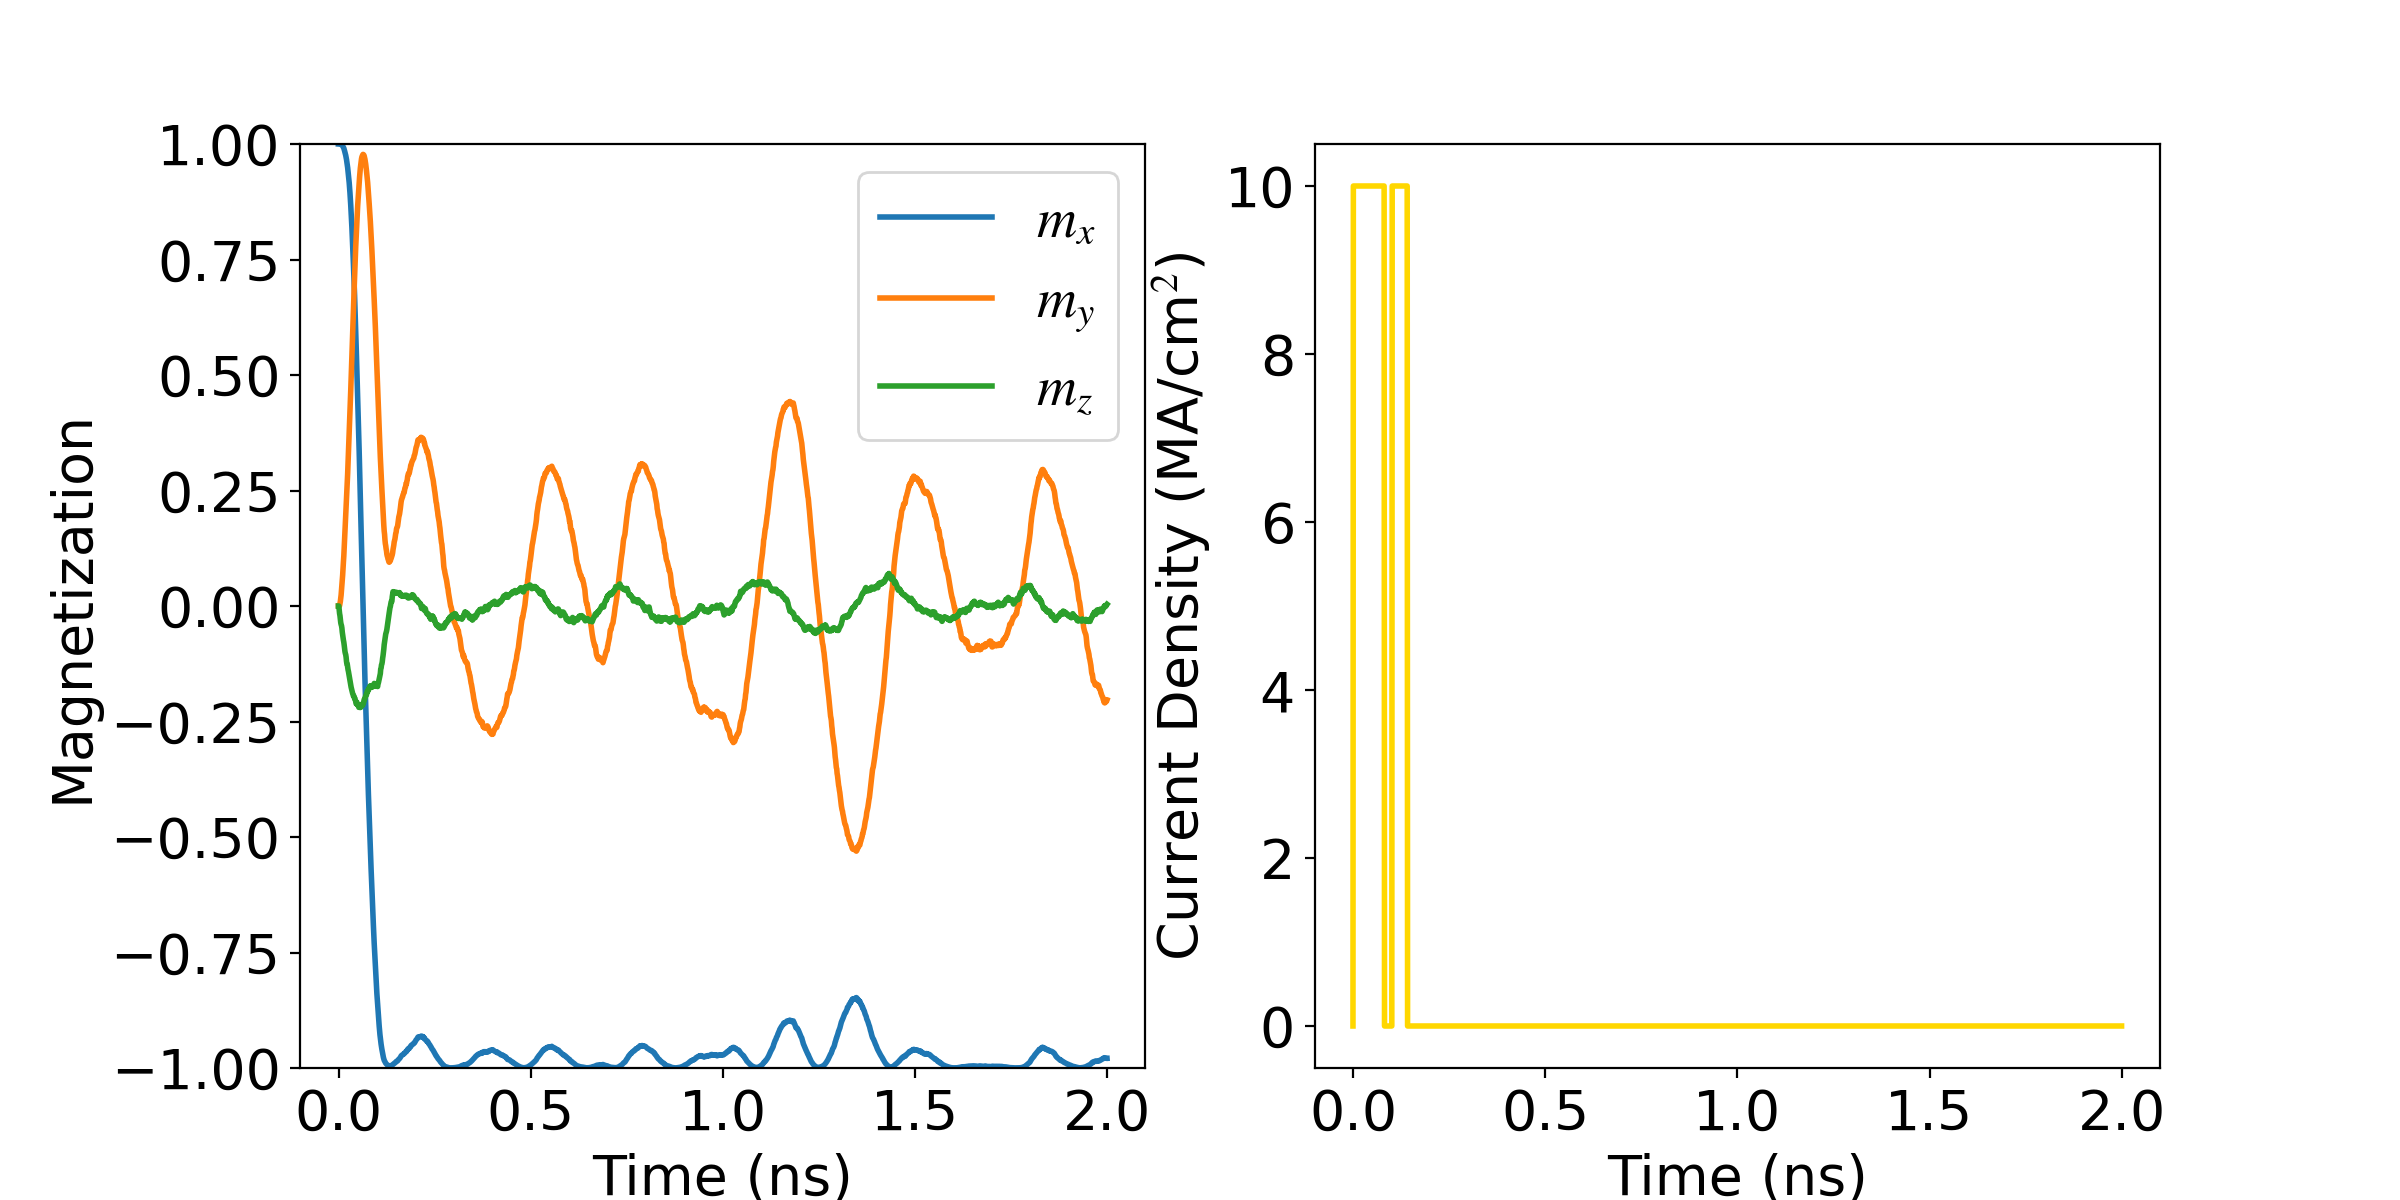 1.00
0.75
0.50
0.25
0.00
−0.25
−0.50
−0.75
−1.00
Magnetization
0.0 0.5 1.0 1.5 2.0
Time (ns)
m_x
m_y
m_z
10
8
6
4
2
0
Current Density (MA/cm²)
0.0 0.5 1.0 1.5 2.0
Time (ns)